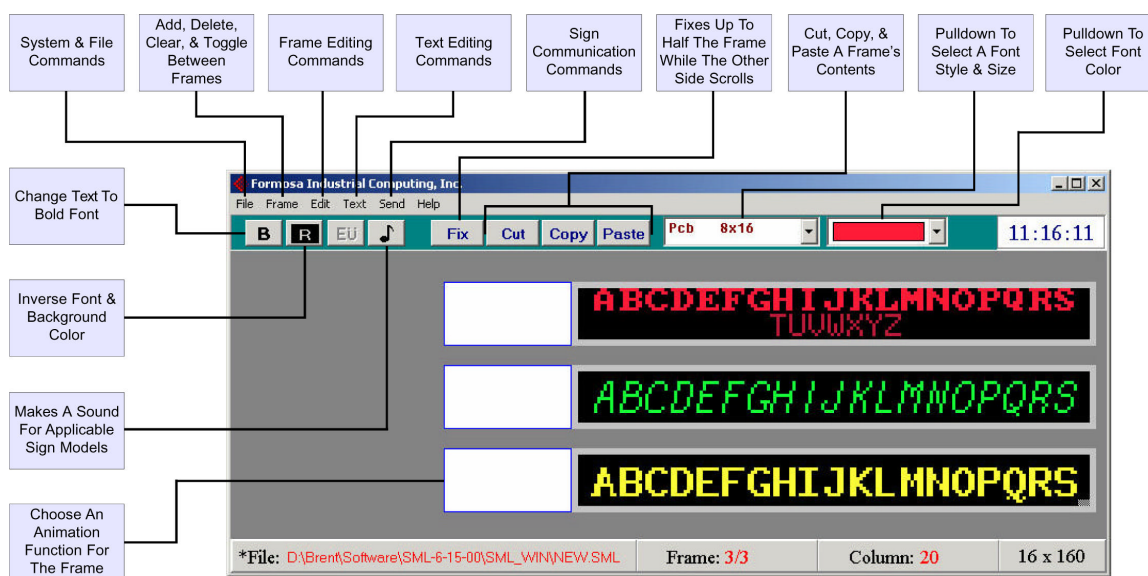 System & File
Commands
Add, Delete,
Clear, & Toggle
Between
Frames
Frame Editing
Commands
Text Editing
Commands
Sign
Communication
Commands
Fixes Up To
Half The Frame
While The Other
Side Scrolls
Cut, Copy, &
Paste A Frame's
Contents
Pulldown To
Select A Font
Style & Size
Pulldown To
Select Font
Color
Change Text To
Bold Font
Inverse Font &
Background
Color
Makes A Sound
For Applicable
Sign Models
Choose An
Animation
Function For
The Frame
Formosa Industrial Computing, Inc.
File Frame Edit Text Send Help
B R EÜ Fix Cut Copy Paste Pcb 8x16 11:16:11
ABCDEFGHIJKLMNOPQRS
TUVWXYZ
ABCDEFGHIJKLMNOPQRS
ABCDEFGHIJKLMNOPQRS
*File: D:\Brent\Software\SML-6-15-00\SML_WIN\NEW.SML Frame: 3/3 Column: 20 16 x 160